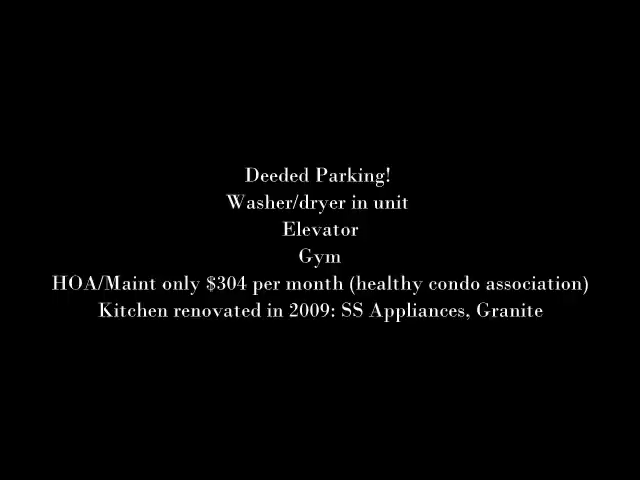 Deeded Parking!
Washer/dryer in unit
Elevator
Gym
HOA/Maint only $304 per month (healthy condo association)
Kitchen renovated in 2009: SS Appliances, Granite